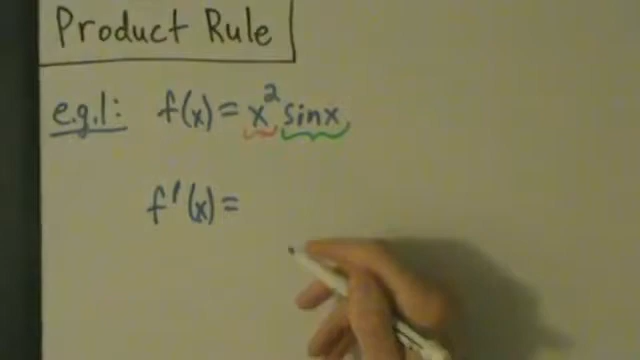 Product Rule
e.g.1: f(x) = x² sinx
f'(x) =